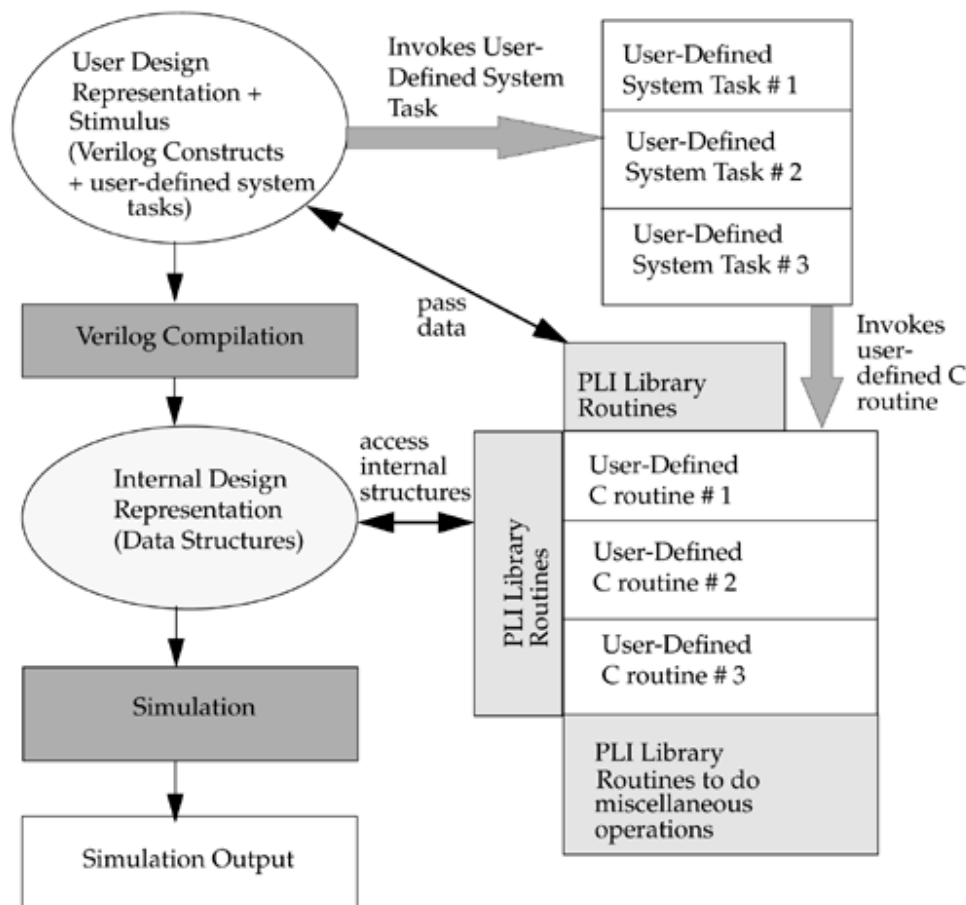 User Design
Representation +
Stimulus
(Verilog Constructs
+ user-defined system
tasks)
Invokes User-
Defined System
Task
User-Defined
System Task # 1
User-Defined
System Task # 2
User-Defined
System Task # 3
pass
data
Invokes
user-
defined C
routine
Verilog Compilation
PLI Library
Routines
access
internal
structures
Internal Design
Representation
(Data Structures)
PLI Library
Routines
User-Defined
C routine # 1
User-Defined
C routine # 2
User-Defined
C routine # 3
Simulation
PLI Library
Routines to do
miscellaneous
operations
Simulation Output